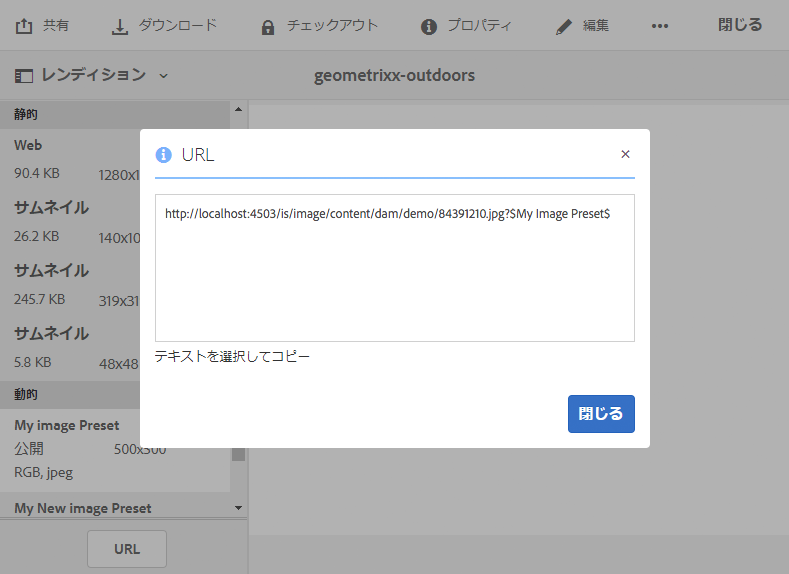 共有 ダウンロード チェックアウト プロパティ 編集 ••• 閉じる
レンディション geometrixx-outdoors
静的
Web
90.4 KB 1280x1
サムネイル
26.2 KB 140x10
サムネイル
245.7 KB 319x31
サムネイル
5.8 KB 48x48
動的
My image Preset
公開 500x500
RGB, jpeg
My New image Preset
URL
URL ×
http://localhost:4503/is/image/content/dam/demo/84391210.jpg?$My Image Preset$
テキストを選択してコピー
閉じる